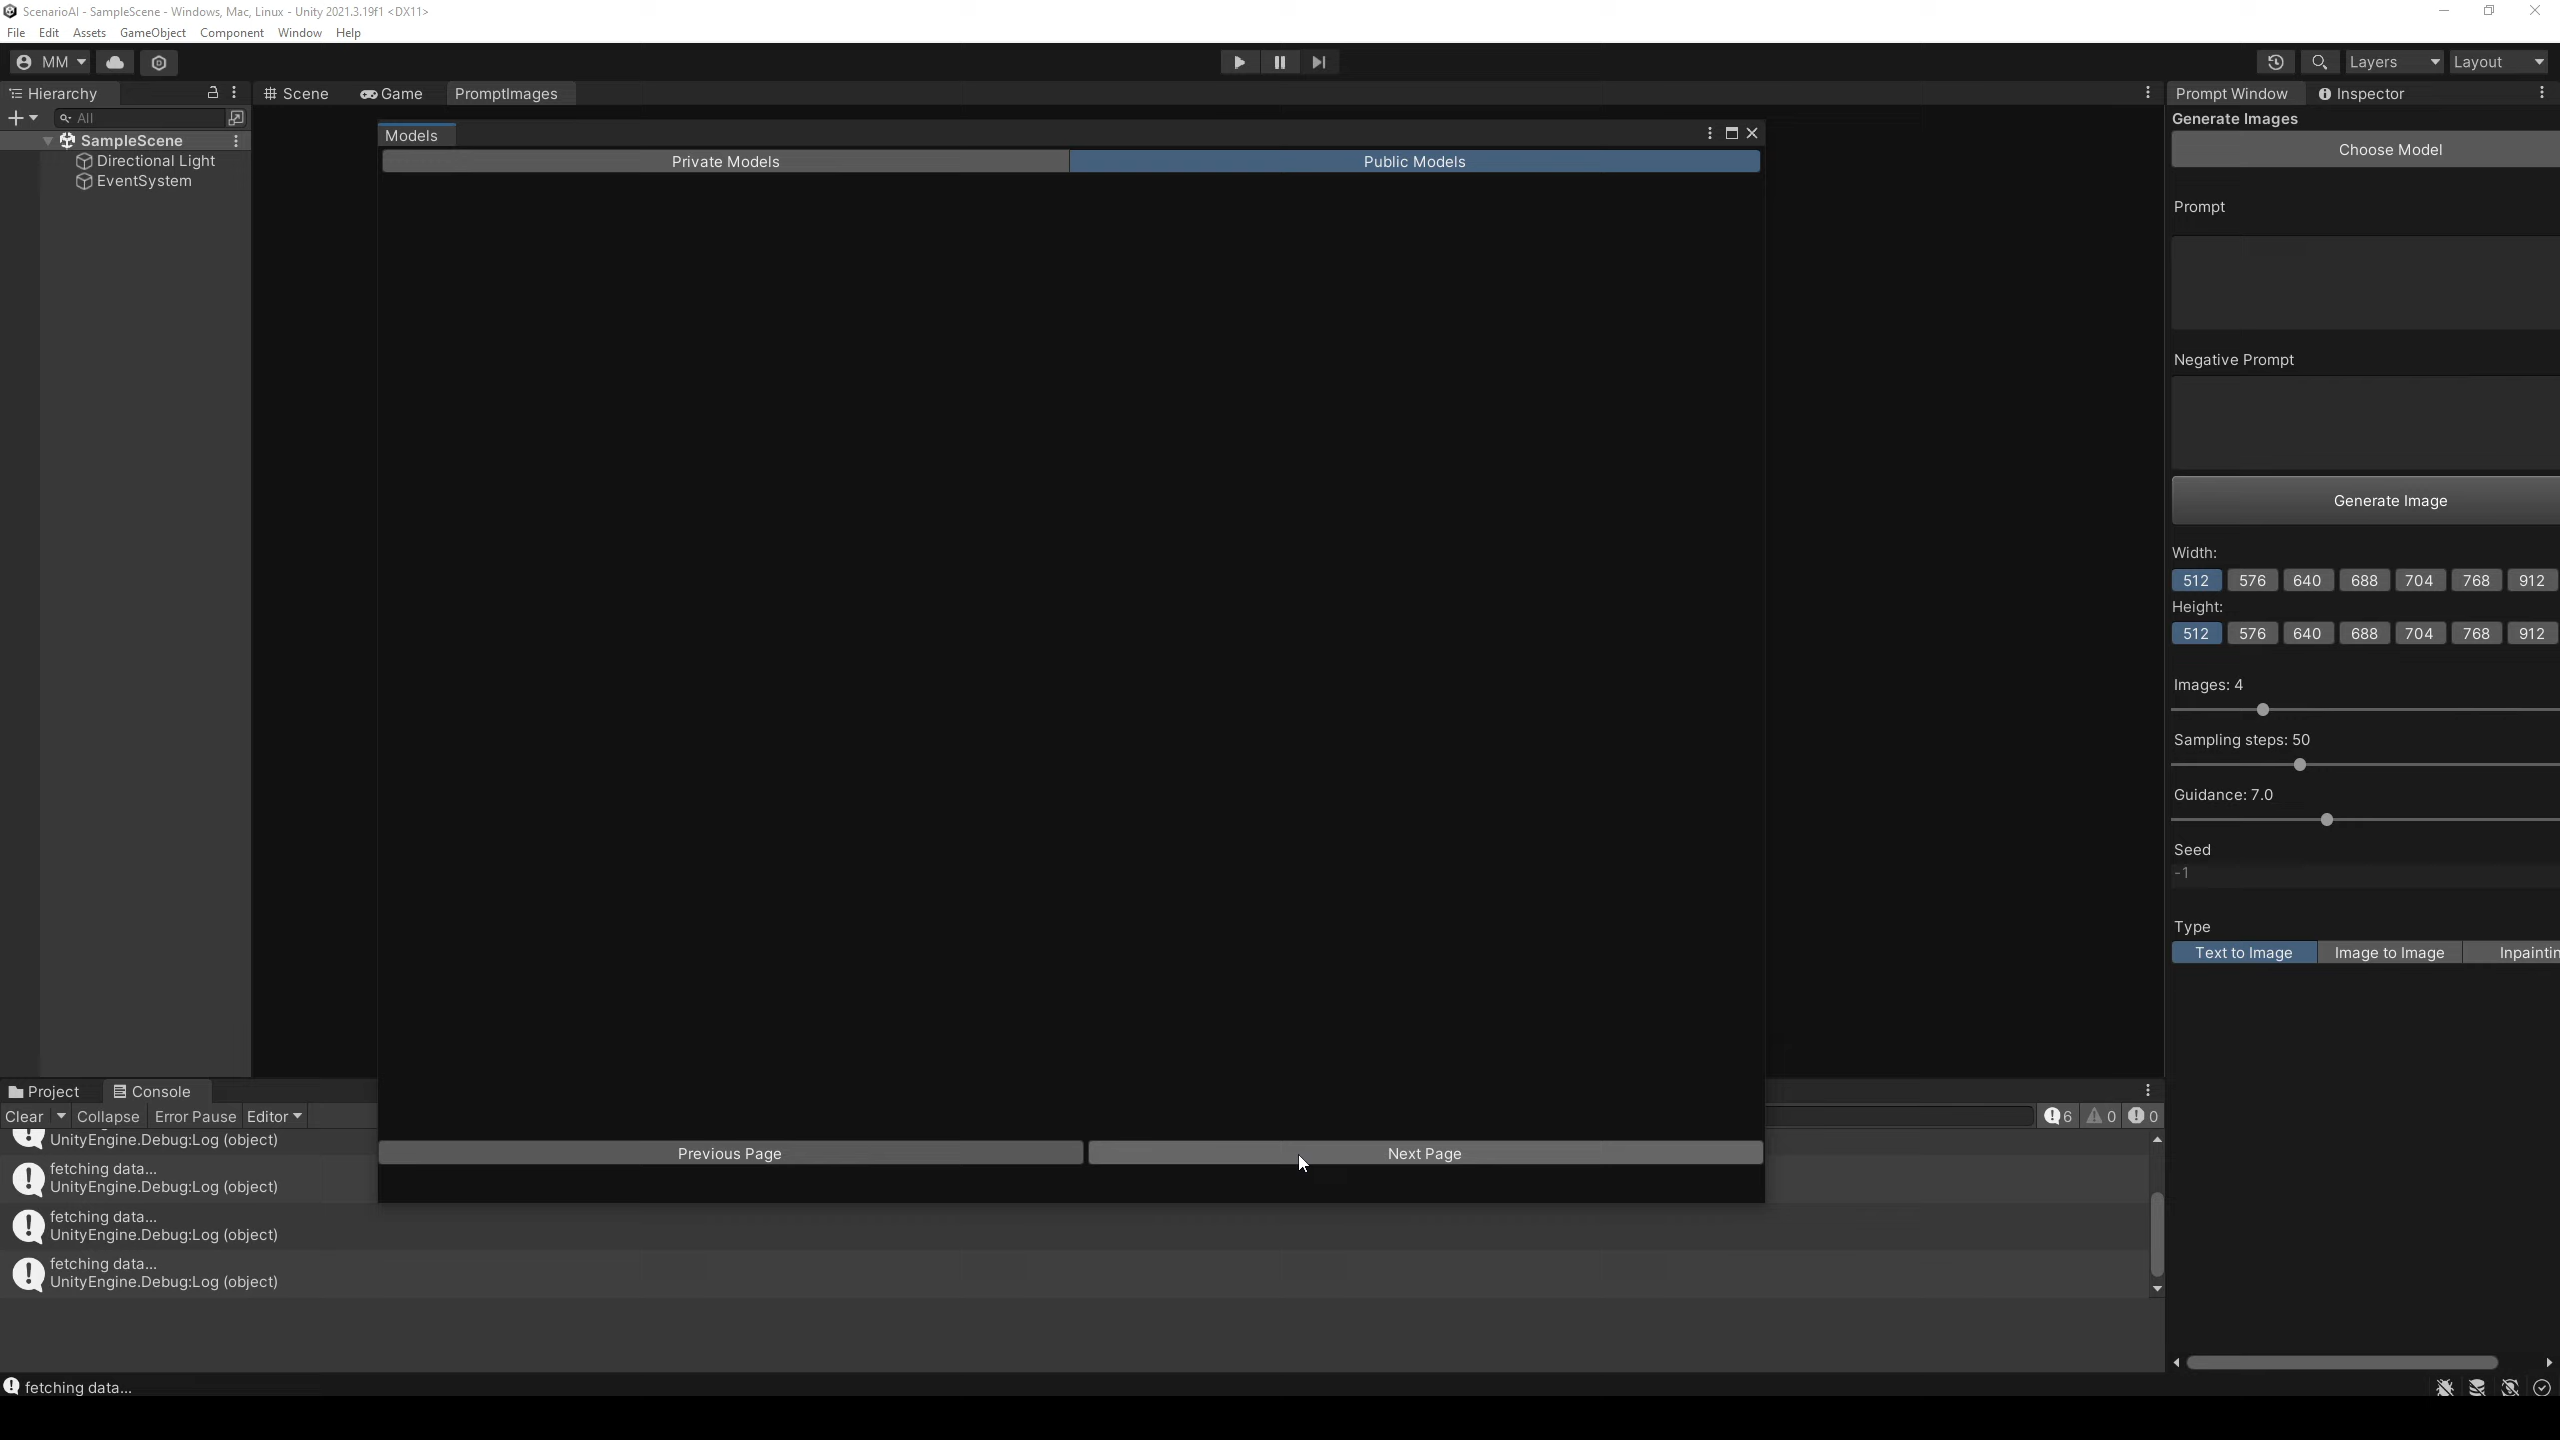 ScenarioAI - SampleScene - Windows, Mac, Linux - Unity 2021.3.19f1 <DX11>
File Edit Assets GameObject Component Window Help
MM
Layers Layout
Hierarchy
Scene Game PromptImages
Prompt Window Inspector
All
Generate Images
SampleScene
Models
Choose Model
Directional Light
Private Models Public Models
EventSystem
Prompt
Negative Prompt
Generate Image
Width:
512 576 640 688 704 768 912
Height:
512 576 640 688 704 768 912
Images: 4
Sampling steps: 50
Guidance: 7.0
Seed
-1
Type
Text to Image Image to Image Inpaintin
Project Console
Clear Collapse Error Pause Editor
6 0 0
UnityEngine.Debug:Log (object)
Previous Page Next Page
fetching data...
UnityEngine.Debug:Log (object)
fetching data...
UnityEngine.Debug:Log (object)
fetching data...
UnityEngine.Debug:Log (object)
fetching data...